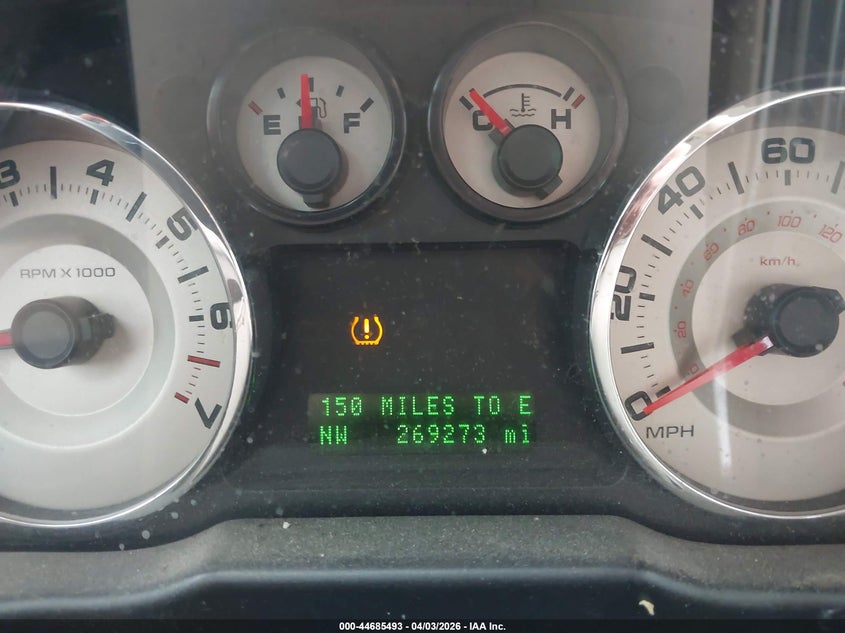 E F
C H
3 4 5 6 7
RPM X 1000
0 20 40 60
20 40 60 80 100 120
km/h
MPH
150 MILES TO E
NW 269273 mi
000-44685493 - 04/03/2026 - IAA Inc.